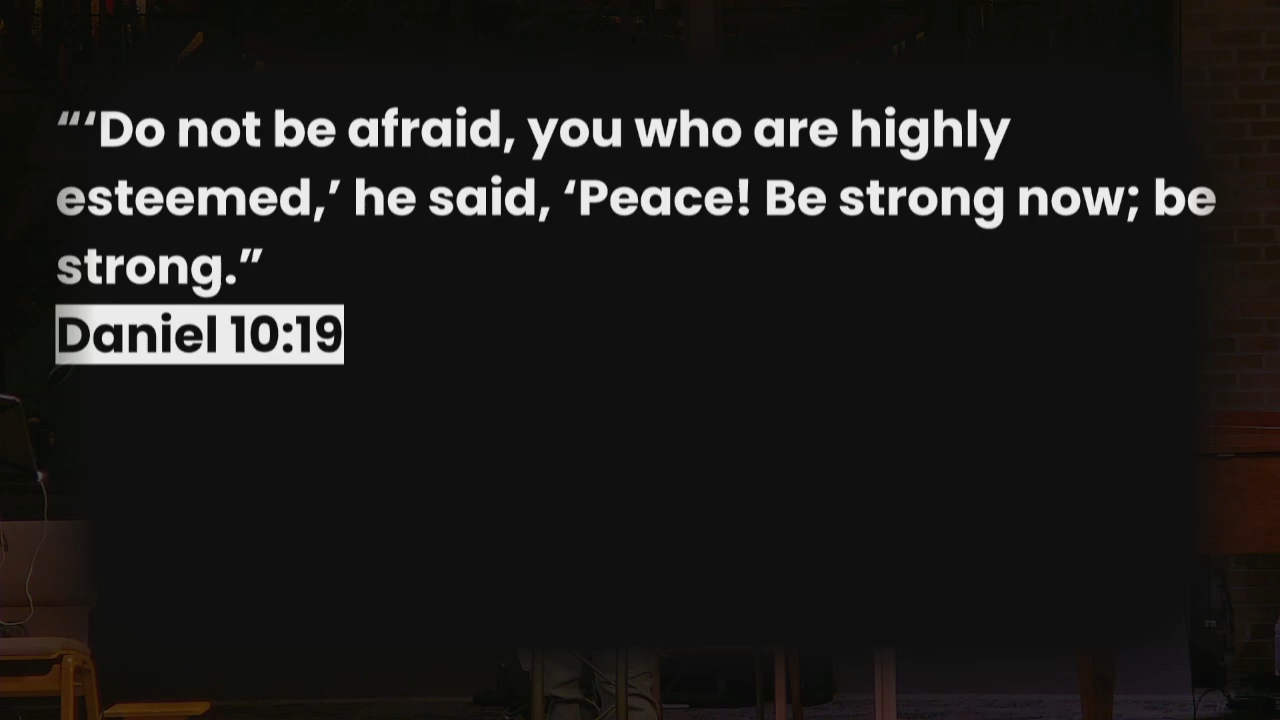 “‘Do not be afraid, you who are highly
esteemed,’ he said, ‘Peace! Be strong now; be
strong.”
Daniel 10:19